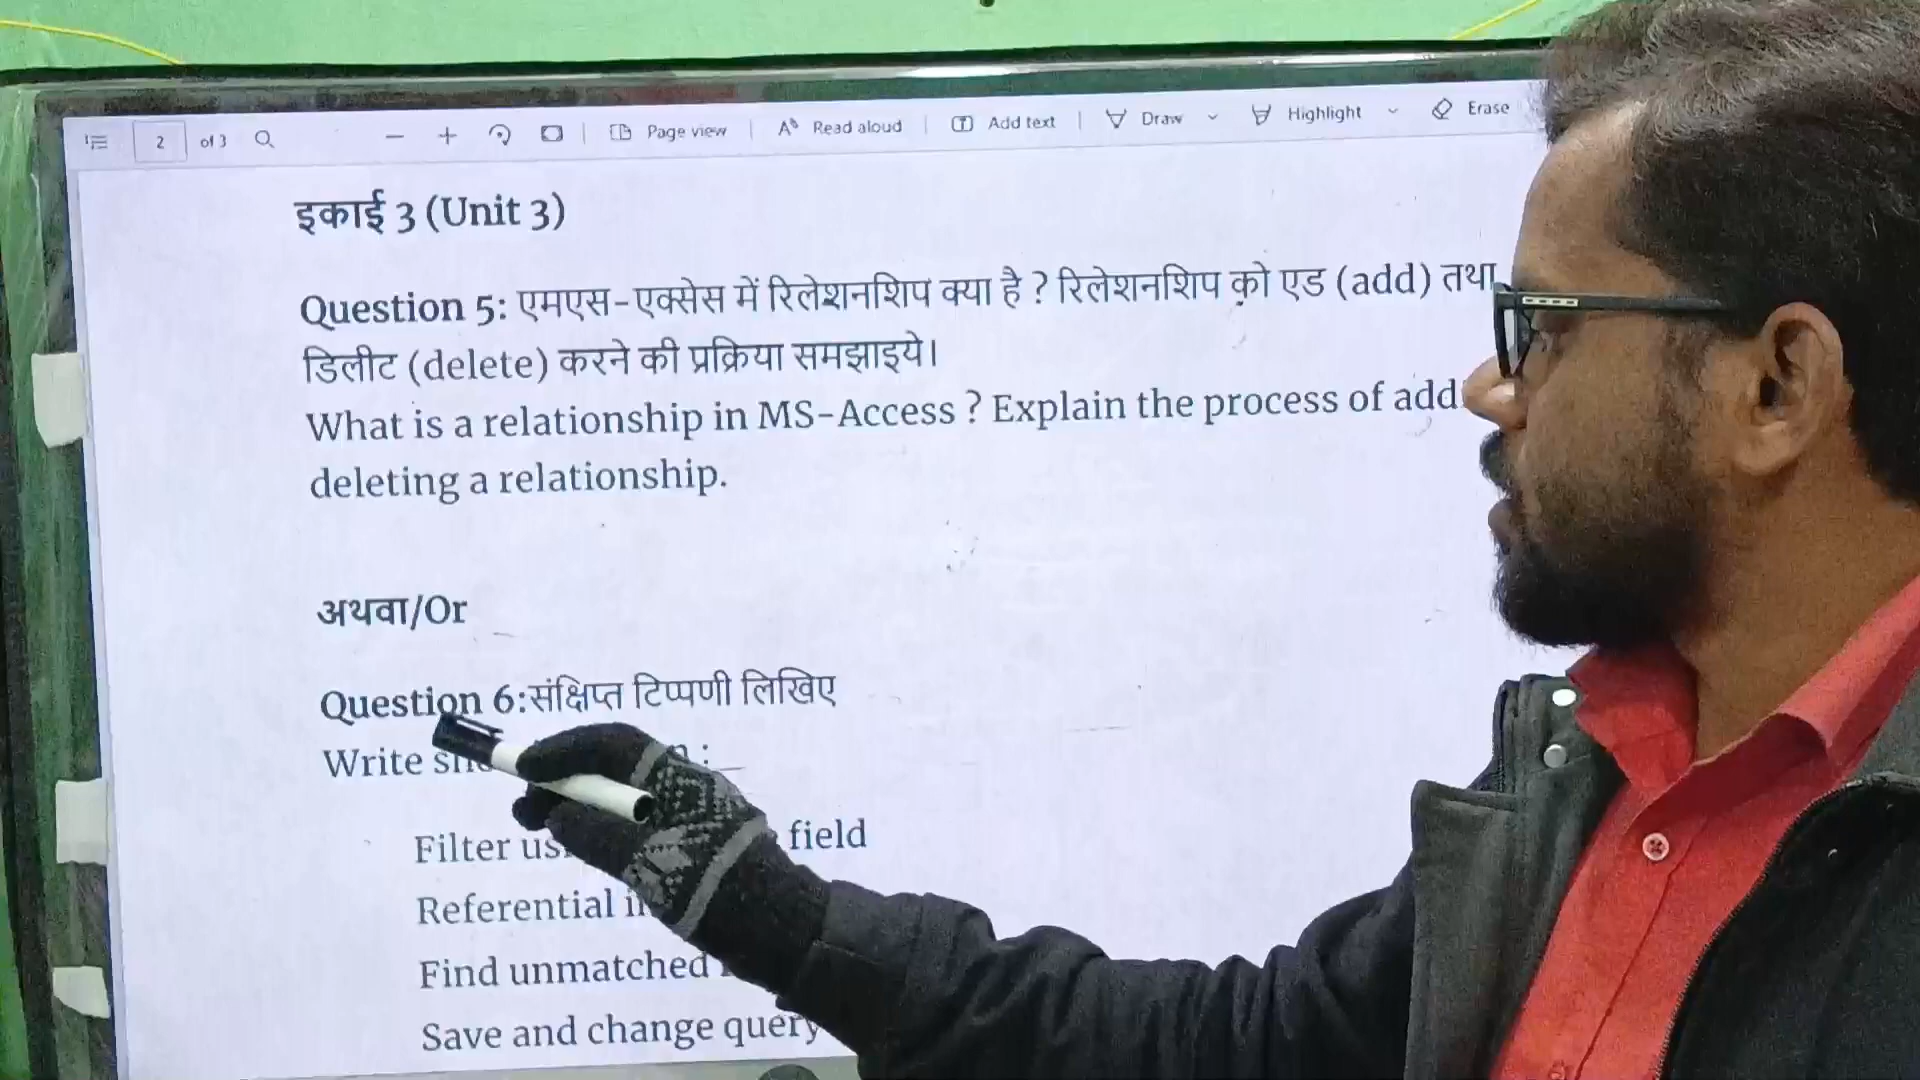 2 of 3 Page view Read aloud Add text Draw Highlight Erase
इकाई 3 (Unit 3)
Question 5: एमएस-एक्सेस में रिलेशनशिप क्या है ? रिलेशनशिप को एड (add) तथा
डिलीट (delete) करने की प्रक्रिया समझाइये।
What is a relationship in MS-Access ? Explain the process of
deleting a relationship.
अथवा/Or
Question 6:संक्षिप्त टिप्पणी लिखिए
Write
Filter field
Referential
Find unmatched
Save and change query